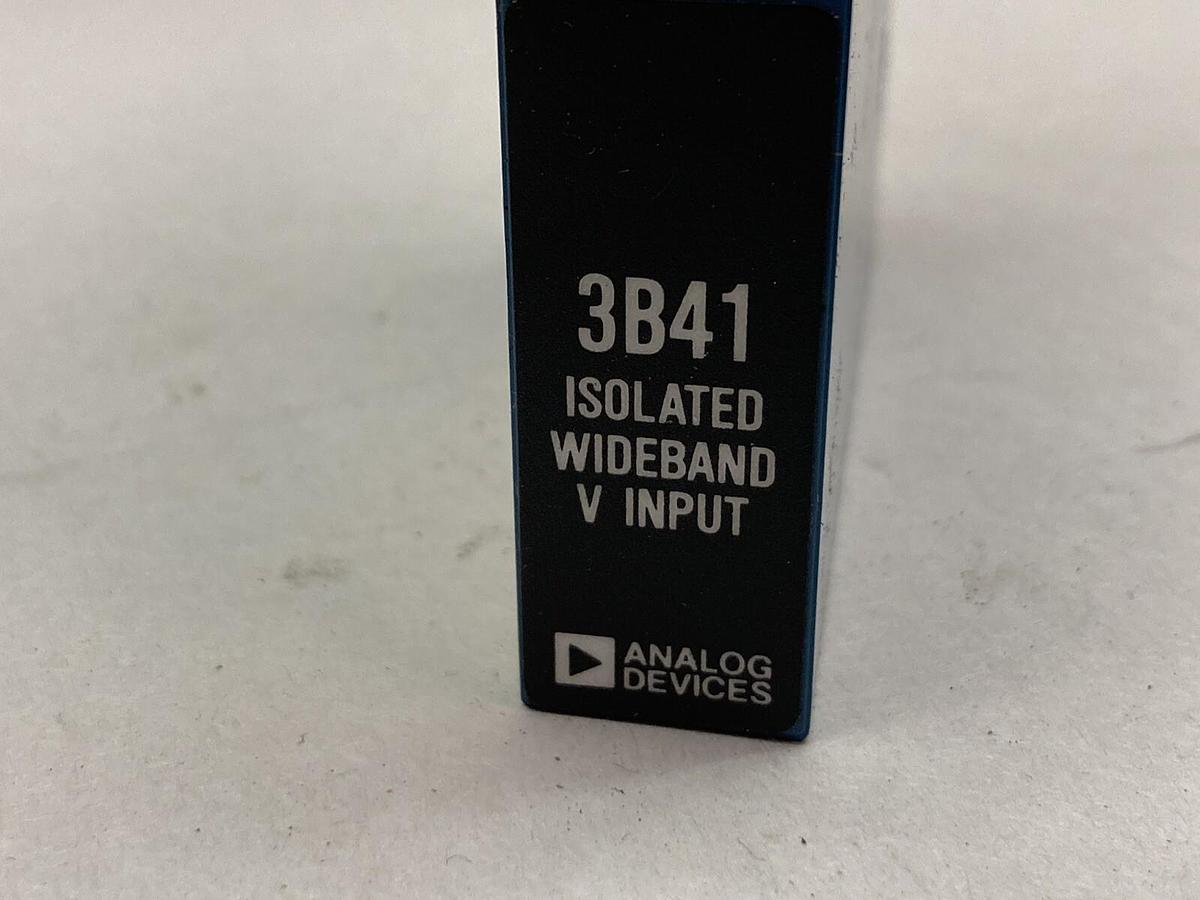 3B41
ISOLATED
WIDEBAND
V INPUT
ANALOG
DEVICES